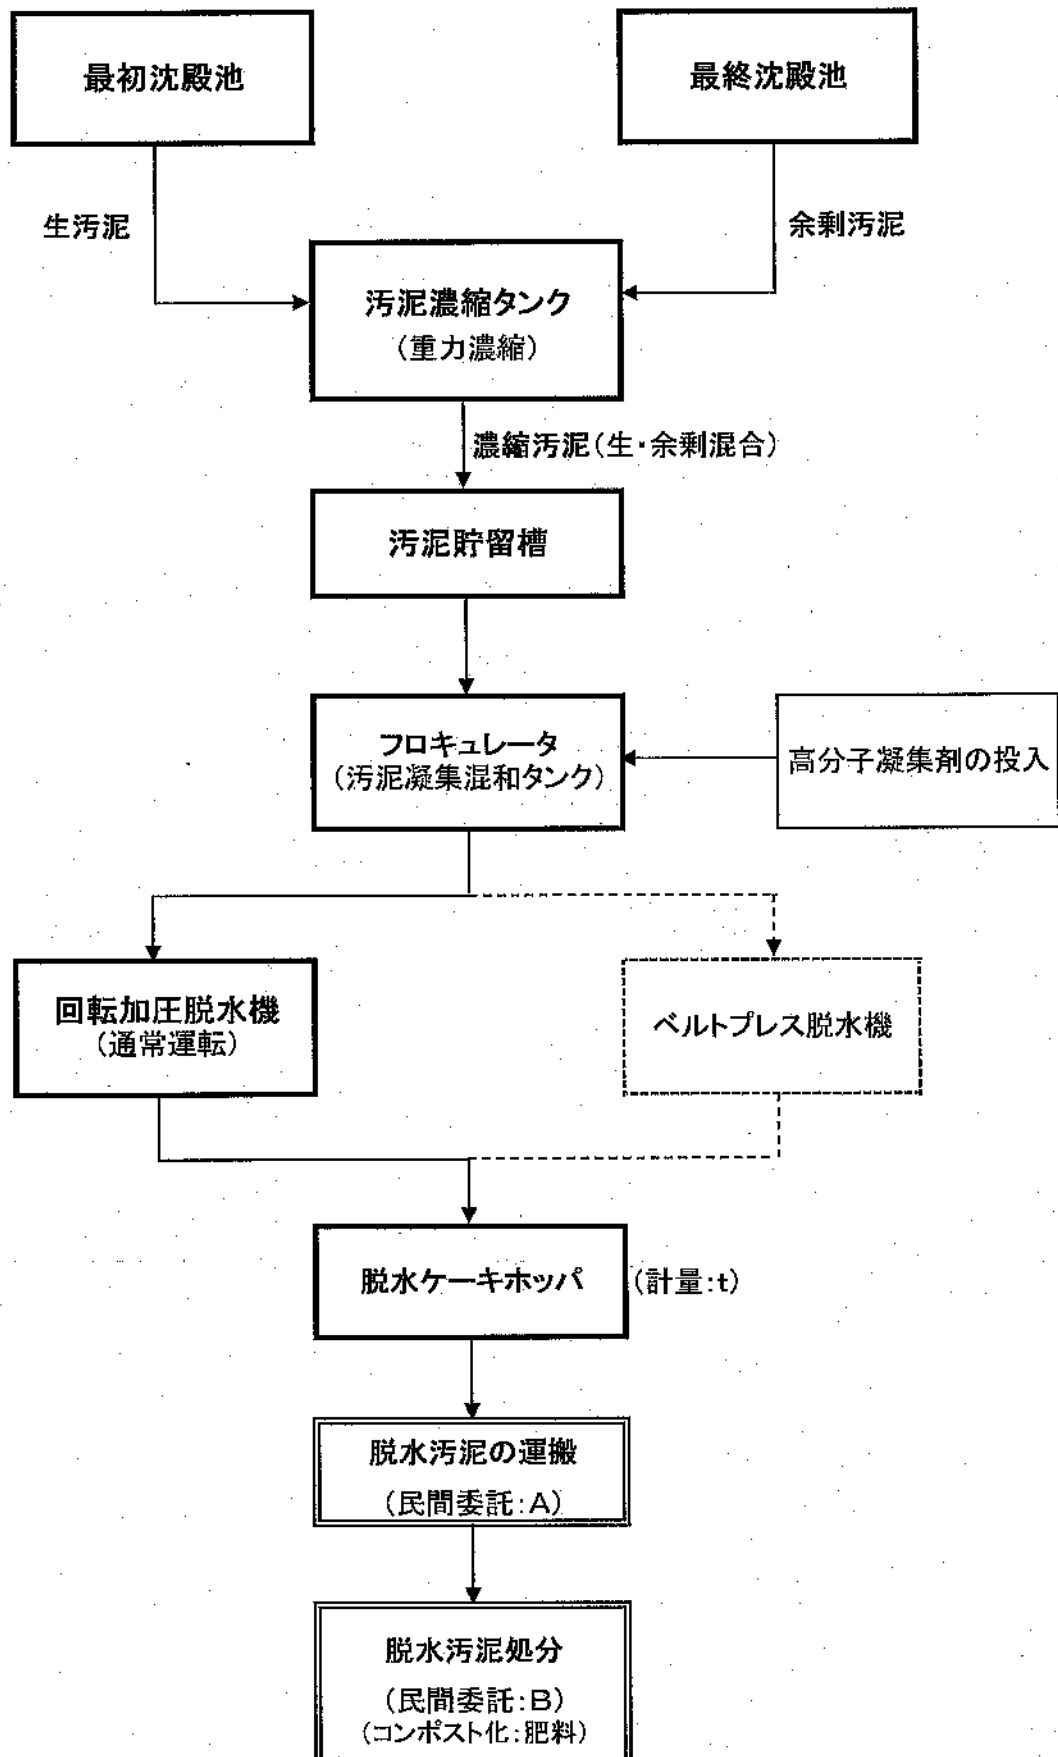 最初沈殿池
最終沈殿池
生汚泥
余剰汚泥
汚泥濃縮タンク
（重力濃縮）
濃縮汚泥（生・余剰混合）
汚泥貯留槽
フロキュレータ
（汚泥凝集混和タンク）
高分子凝集剤の投入
回転加圧脱水機
（通常運転）
ベルトプレス脱水機
脱水ケーキホッパ
（計量：t）
脱水汚泥の運搬
（民間委託：A）
脱水汚泥処分
（民間委託：B）
（コンポスト化：肥料）